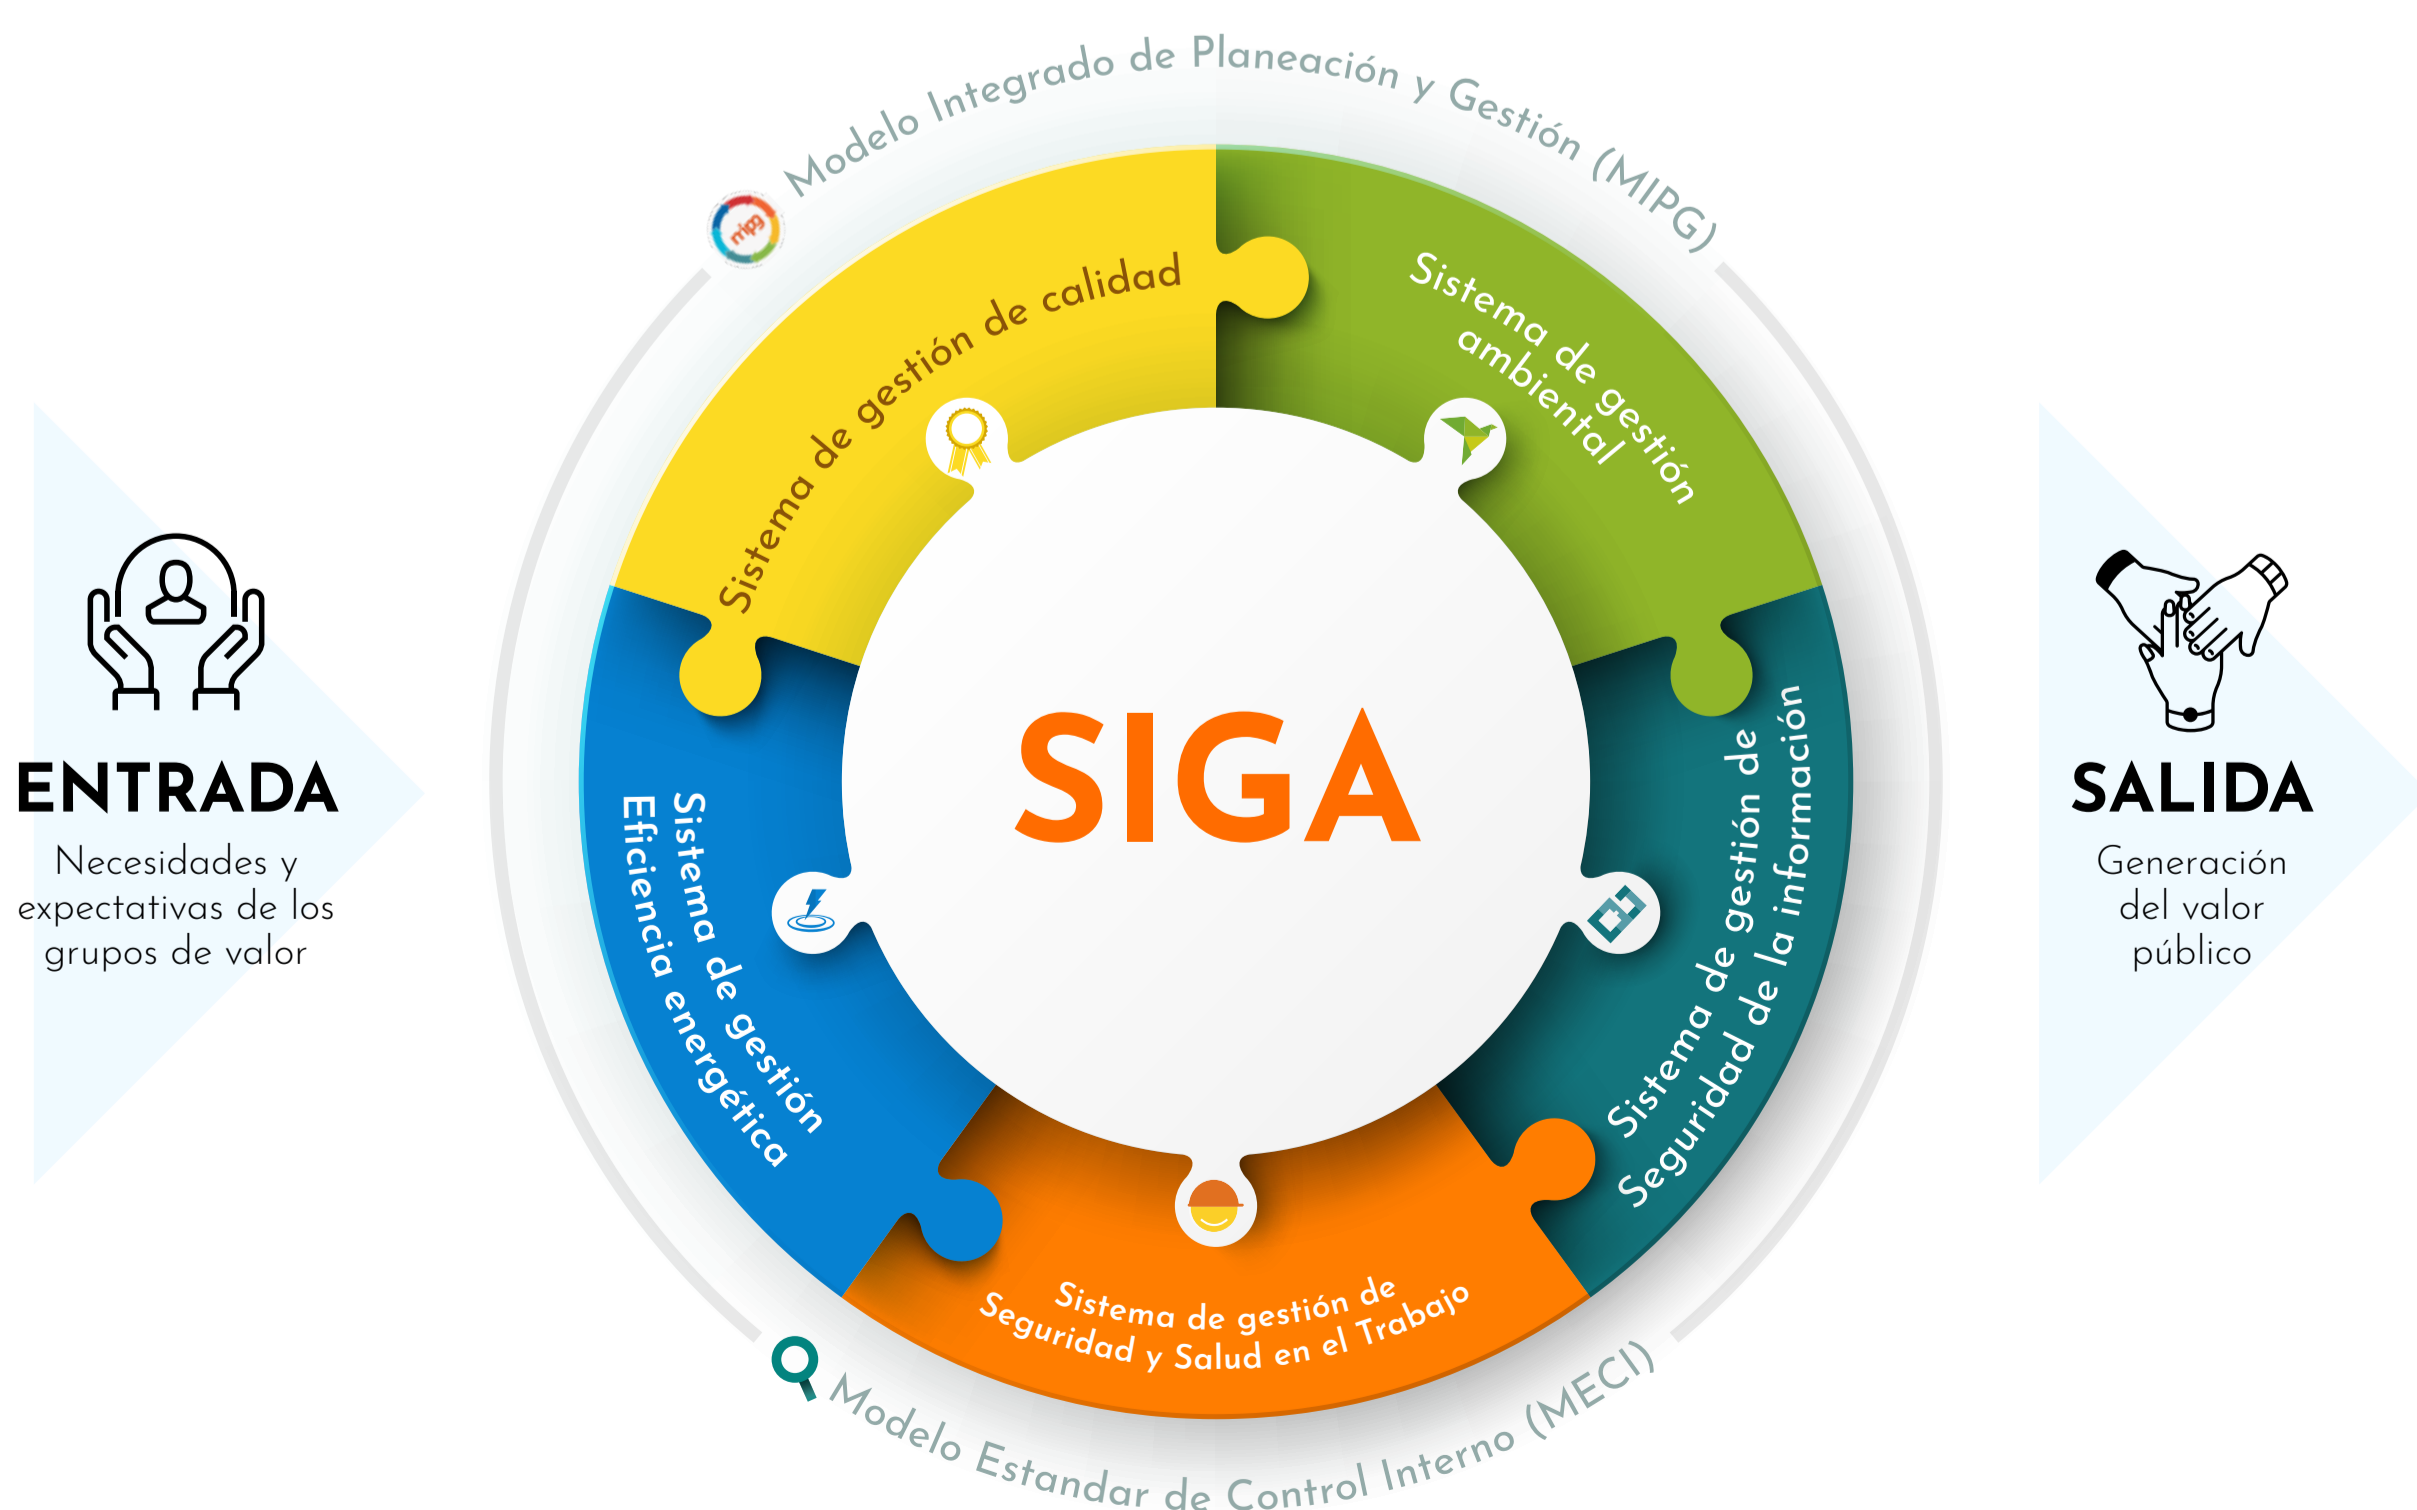 Modelo Integrado de Planeación y Gestión (MIPG)
mipg
Sistema de gestión de calidad
Sistema de gestión
ambiental
ENTRADA
Necesidades y
expectativas de los
grupos de valor
SIGA
SALIDA
Generación
del valor
público
Sistema de gestión
Eficiencia energética
Sistema de gestión de
Seguridad de la información
Sistema de gestión de
Seguridad y Salud en el Trabajo
Modelo Estandar de Control Interno (MECI)